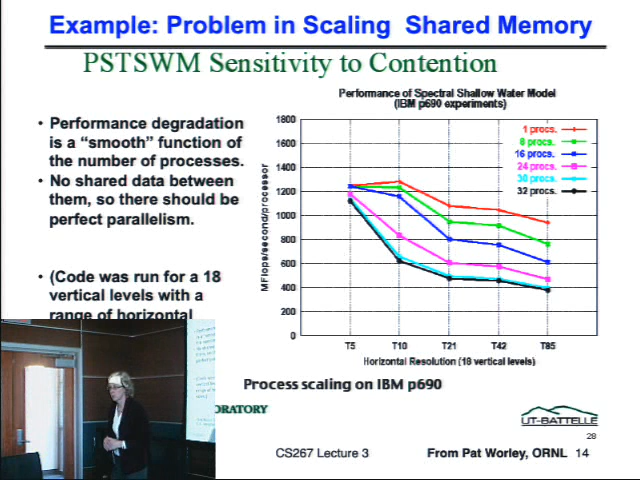 Example: Problem in Scaling Shared Memory
PSTSWM Sensitivity to Contention
• Performance degradation
is a “smooth” function of
the number of processes.
• No shared data between
them, so there should be
perfect parallelism.
• (Code was run for a 18
vertical levels with a
range of horizontal
Performance of Spectral Shallow Water Model
(IBM p690 experiments)
1800
1600
1400
1200
1000
800
600
400
200
0
MFlops/second/processor
1 procs.
8 procs.
16 procs.
24 procs.
30 procs.
32 procs.
T5 T10 T21 T42 T85
Horizontal Resolution (18 vertical levels)
Process scaling on IBM p690
ORATORY
UT-BATTELLE
28
CS267 Lecture 3
From Pat Worley, ORNL 14